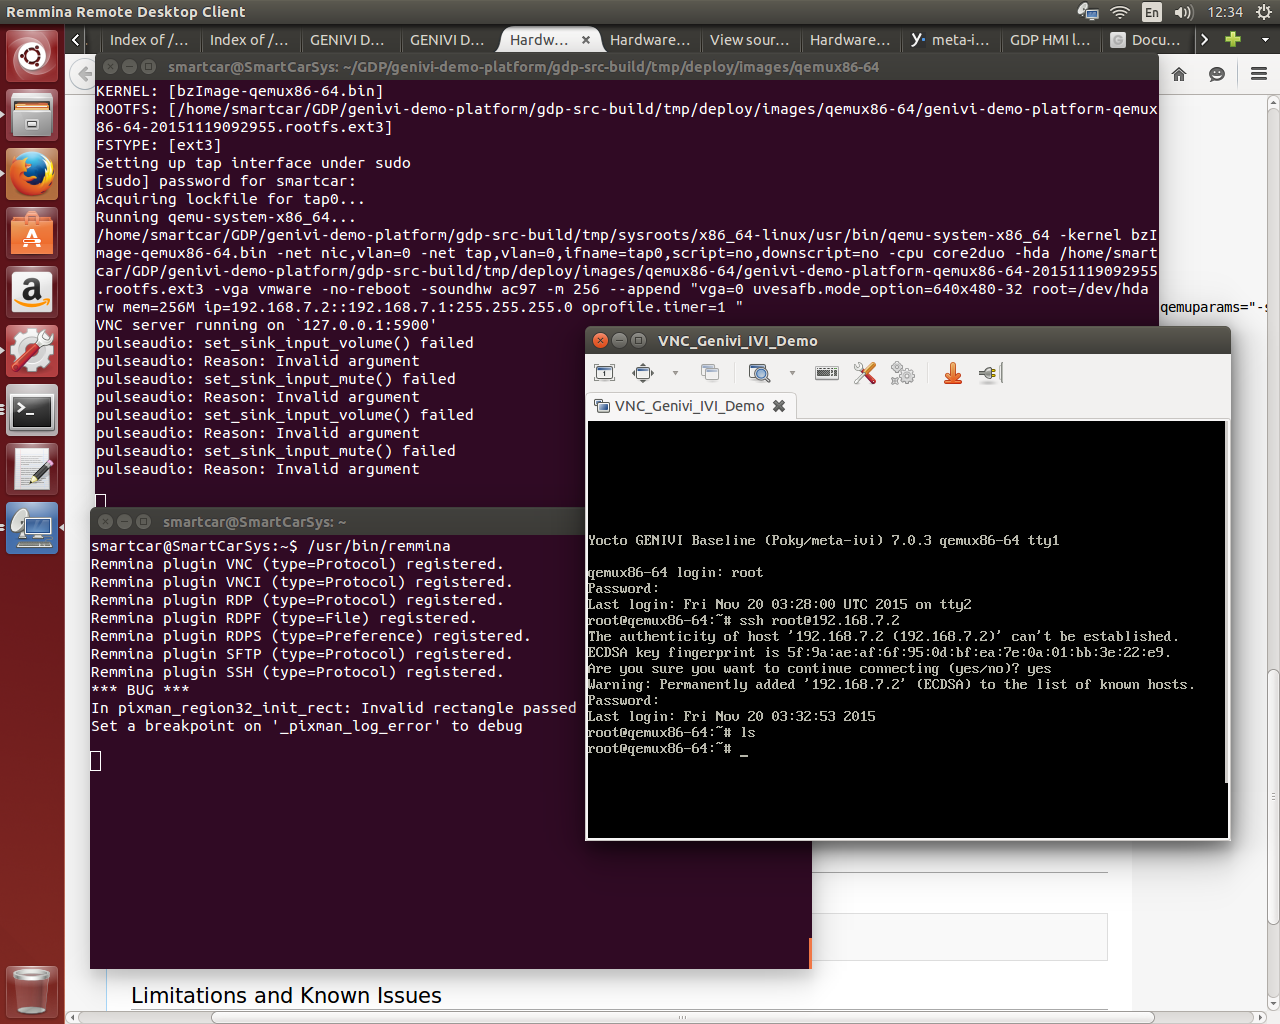 Remmina Remote Desktop Client
En
12:34
Index of /...
Index of /...
GENIVI D...
GENIVI D...
Hardw...
Hardware...
View sour...
Hardware...
meta-i...
GDP HMI l...
G Docu...
smartcar@SmartCarSys: ~/GDP/genivi-demo-platform/gdp-src-build/tmp/deploy/images/qemux86-64
KERNEL: [bzImage-qemux86-64.bin]
ROOTFS: [/home/smartcar/GDP/genivi-demo-platform/gdp-src-build/tmp/deploy/images/qemux86-64/genivi-demo-platform-qemux
86-64-20151119092955.rootfs.ext3]
FSTYPE: [ext3]
Setting up tap interface under sudo
[sudo] password for smartcar:
Acquiring lockfile for tap0...
Running qemu-system-x86_64...
/home/smartcar/GDP/genivi-demo-platform/gdp-src-build/tmp/sysroots/x86_64-linux/usr/bin/qemu-system-x86_64 -kernel bzI
mage-qemux86-64.bin -net nic,vlan=0 -net tap,vlan=0,ifname=tap0,script=no,downscript=no -cpu core2duo -hda /home/smart
car/GDP/genivi-demo-platform/gdp-src-build/tmp/deploy/images/qemux86-64/genivi-demo-platform-qemux86-64-20151119092955
.rootfs.ext3 -vga vmware -no-reboot -soundhw ac97 -m 256 --append "vga=0 uvesafb.mode_option=640x480-32 root=/dev/hda
rw mem=256M ip=192.168.7.2::192.168.7.1:255.255.255.0 oprofile.timer=1 "
VNC server running on `127.0.0.1:5900'
pulseaudio: set_sink_input_volume() failed
pulseaudio: Reason: Invalid argument
pulseaudio: set_sink_input_mute() failed
pulseaudio: Reason: Invalid argument
pulseaudio: set_sink_input_volume() failed
pulseaudio: Reason: Invalid argument
pulseaudio: set_sink_input_mute() failed
pulseaudio: Reason: Invalid argument
qemuparams="-s
VNC_Genivi_IVI_Demo
VNC_Genivi_IVI_Demo
Yocto GENIVI Baseline (Poky/meta-ivi) 7.0.3 qemux86-64 tty1
qemux86-64 login: root
Password:
Last login: Fri Nov 20 03:28:00 UTC 2015 on tty2
root@qemux86-64:~# ssh root@192.168.7.2
The authenticity of host '192.168.7.2 (192.168.7.2)' can't be established.
ECDSA key fingerprint is 5f:9a:ae:af:6f:95:0d:bf:ea:7e:0a:01:bb:3e:22:e9.
Are you sure you want to continue connecting (yes/no)? yes
Warning: Permanently added '192.168.7.2' (ECDSA) to the list of known hosts.
Password:
Last login: Fri Nov 20 03:32:53 2015
root@qemux86-64:~# ls
root@qemux86-64:~# _
smartcar@SmartCarSys: ~
smartcar@SmartCarSys:~$ /usr/bin/remmina
Remmina plugin VNC (type=Protocol) registered.
Remmina plugin VNCI (type=Protocol) registered.
Remmina plugin RDP (type=Protocol) registered.
Remmina plugin RDPF (type=File) registered.
Remmina plugin RDPS (type=Preference) registered.
Remmina plugin SFTP (type=Protocol) registered.
Remmina plugin SSH (type=Protocol) registered.
*** BUG ***
In pixman_region32_init_rect: Invalid rectangle passed
Set a breakpoint on '_pixman_log_error' to debug
Limitations and Known Issues